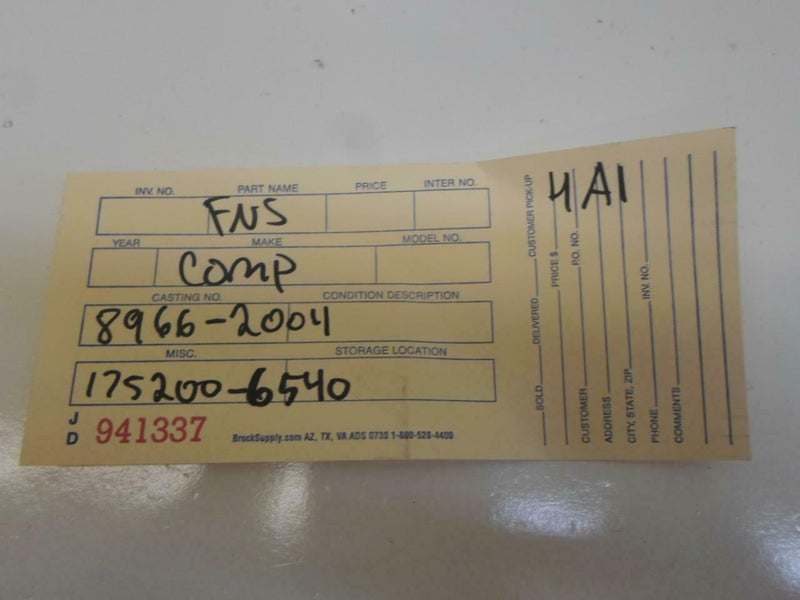 INV. NO. PART NAME PRICE INTER NO.
FNS
YEAR MAKE MODEL NO.
COMP
CASTING NO. CONDITION DESCRIPTION
8966-2004
MISC. STORAGE LOCATION
175200-6540
J
D
941337
BrockSupply.com AZ, TX, VA ADS 0730 1-800-528-4400
4A1
SOLD DELIVERED CUSTOMER PICK-UP
PRICE $
CUSTOMER P.O. NO.
ADDRESS
CITY, STATE, ZIP
PHONE INV. NO.
COMMENTS